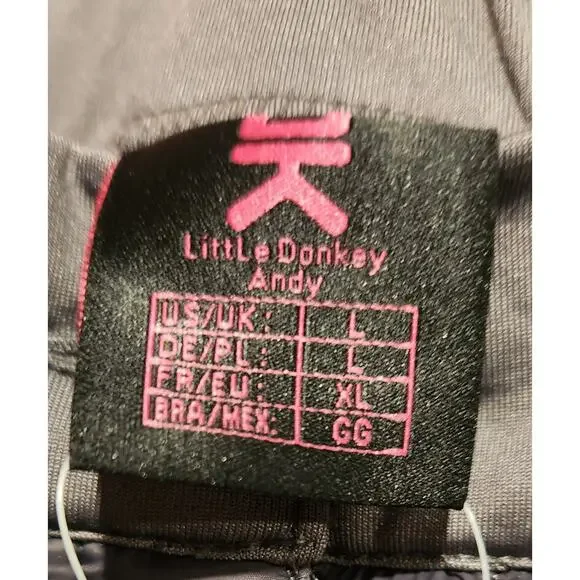 LittLe Donkey
Andy
US/UK: L
DE/PL: L
FR/EU: XL
BRA/MEX: GG